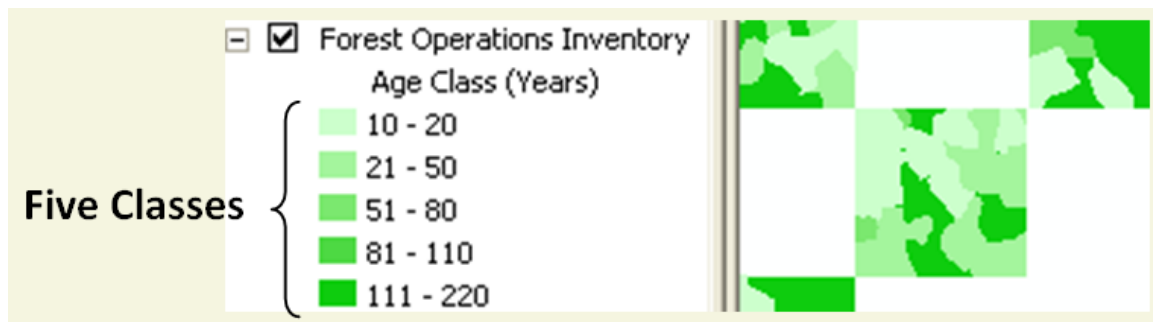 Forest Operations Inventory
Age Class (Years)
10 - 20
21 - 50
Five Classes
51 - 80
81 - 110
111 - 220